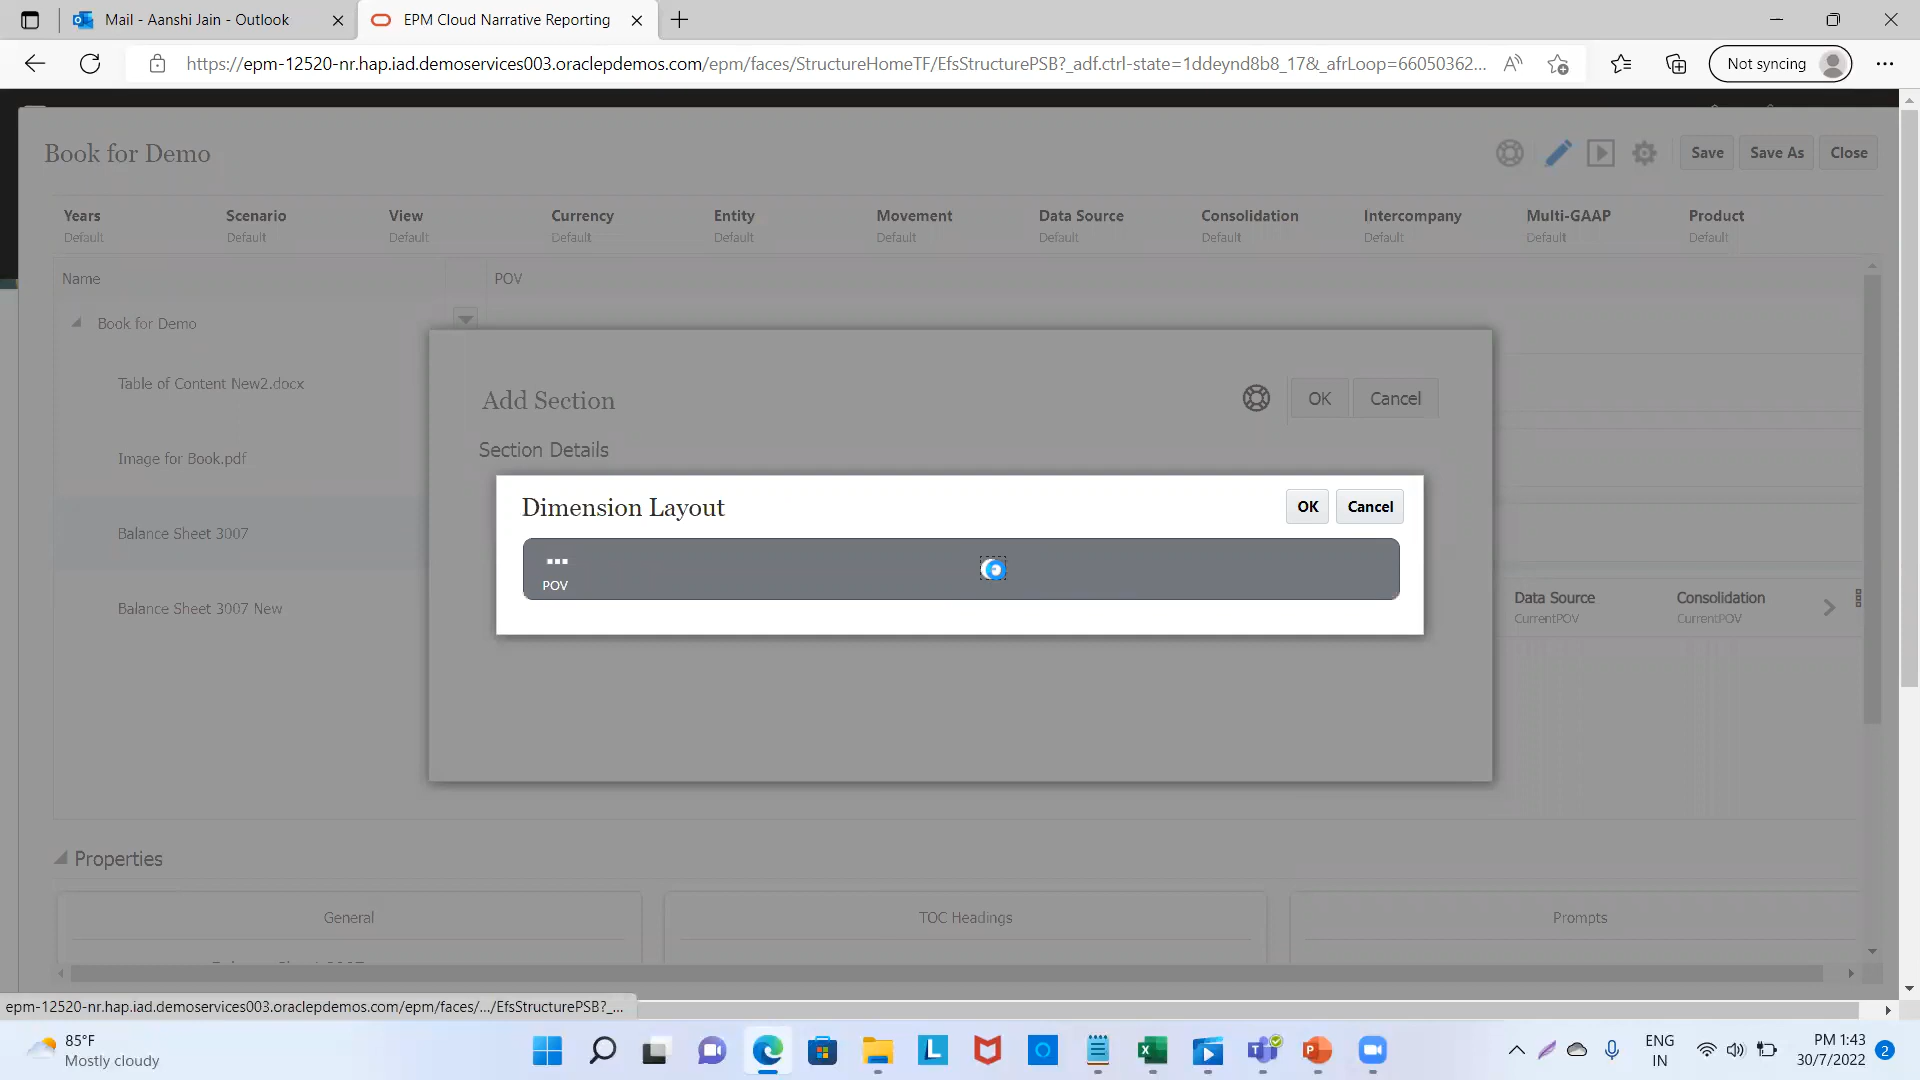 Mail - Aanshi Jain - Outlook
EPM Cloud Narrative Reporting
https://epm-12520-nr.hap.iad.demoservices003.oraclepdemos.com/epm/faces/StructureHomeTF/EfsStructurePSB?_adf.ctrl-state=1ddeynd8b8_17&_afrLoop=66050362...
Not syncing
Book for Demo
Save
Save As
Close
Years
Scenario
View
Currency
Entity
Movement
Data Source
Consolidation
Intercompany
Multi-GAAP
Product
Default
Default
Default
Default
Default
Default
Default
Default
Default
Default
Default
Name
POV
Book for Demo
Table of Content New2.docx
Add Section
OK
Cancel
Section Details
Image for Book.pdf
Dimension Layout
OK
Cancel
Balance Sheet 3007
POV
Balance Sheet 3007 New
Data Source
CurrentPOV
Consolidation
CurrentPOV
Properties
General
TOC Headings
Prompts
epm-12520-nr.hap.iad.demoservices003.oraclepdemos.com/epm/faces/.../EfsStructurePSB?_...
85°F
Mostly cloudy
ENG
IN
PM 1:43
30/7/2022
2